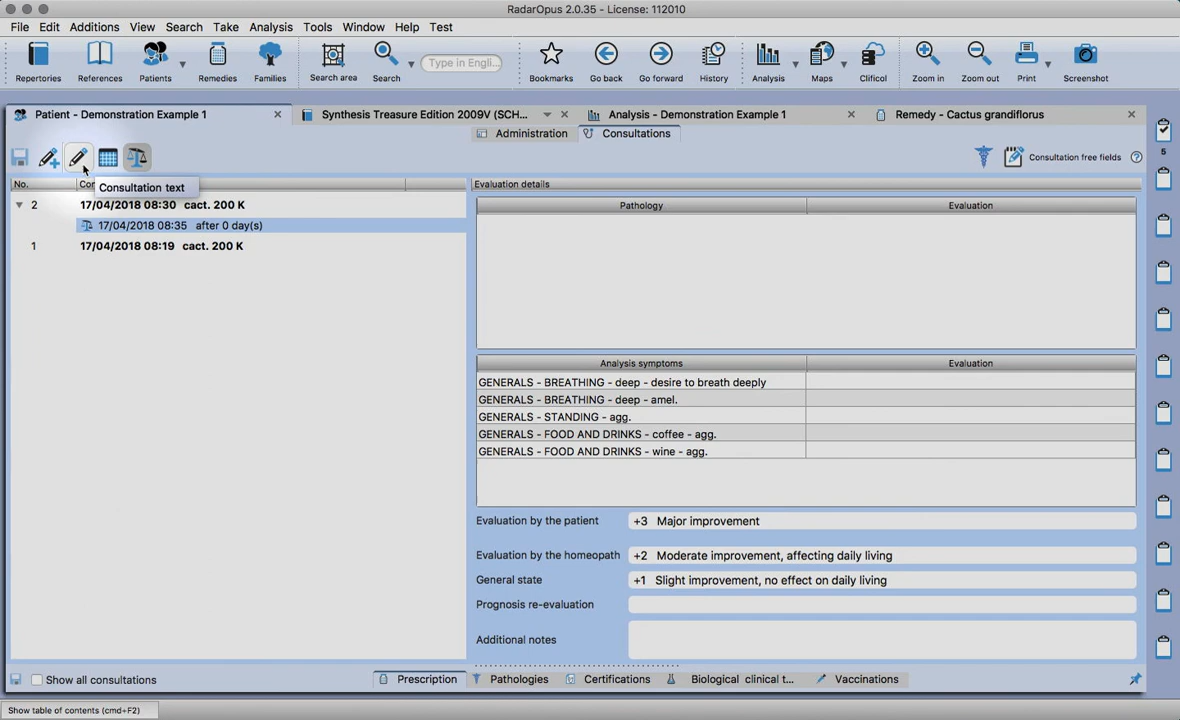 RadarOpus 2.0.35 - License: 112010
File Edit Additions View Search Take Analysis Tools Window Help Test
Repertories References Patients Remedies Families Search area Search Type in Engli... Bookmarks Go back Go forward History Analysis Maps Clificol Zoom in Zoom out Print Screenshot
Patient - Demonstration Example 1 Synthesis Treasure Edition 2009V (SCH... Analysis - Demonstration Example 1 Remedy - Cactus grandiflorus
Administration Consultations
5
Consultation free fields
Consultation text
No. Evaluation details
2 17/04/2018 08:30 cact. 200 K
17/04/2018 08:35 after 0 day(s)
1 17/04/2018 08:19 cact. 200 K
Pathology Evaluation
Analysis symptoms Evaluation
GENERALS - BREATHING - deep - desire to breath deeply
GENERALS - BREATHING - deep - amel.
GENERALS - STANDING - agg.
GENERALS - FOOD AND DRINKS - coffee - agg.
GENERALS - FOOD AND DRINKS - wine - agg.
Evaluation by the patient +3 Major improvement
Evaluation by the homeopath +2 Moderate improvement, affecting daily living
General state +1 Slight improvement, no effect on daily living
Prognosis re-evaluation
Additional notes
Show all consultations Prescription Pathologies Certifications Biological clinical t... Vaccinations
Show table of contents (cmd+F2)